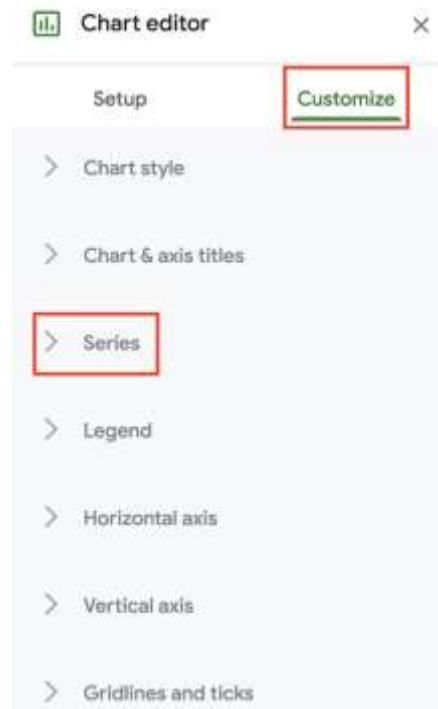 Chart editor
Setup
Customize
Chart style
Chart & axis titles
Series
Legend
Horizontal axis
Vertical axis
Gridlines and ticks